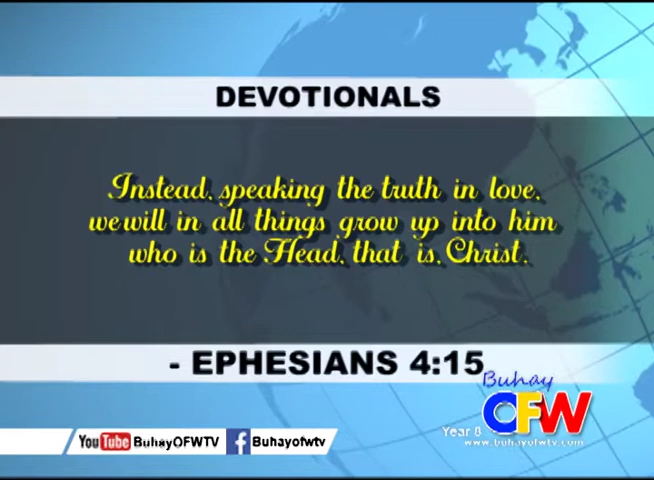 DEVOTIONALS
Instead, speaking the truth in love,
we will in all things grow up into him
who is the Head, that is, Christ.
- EPHESIANS 4:15
Buhay
OFW
Year 8
www.buhayofwtv.com
YouTube BuhayOFWTV f Buhayofwtv